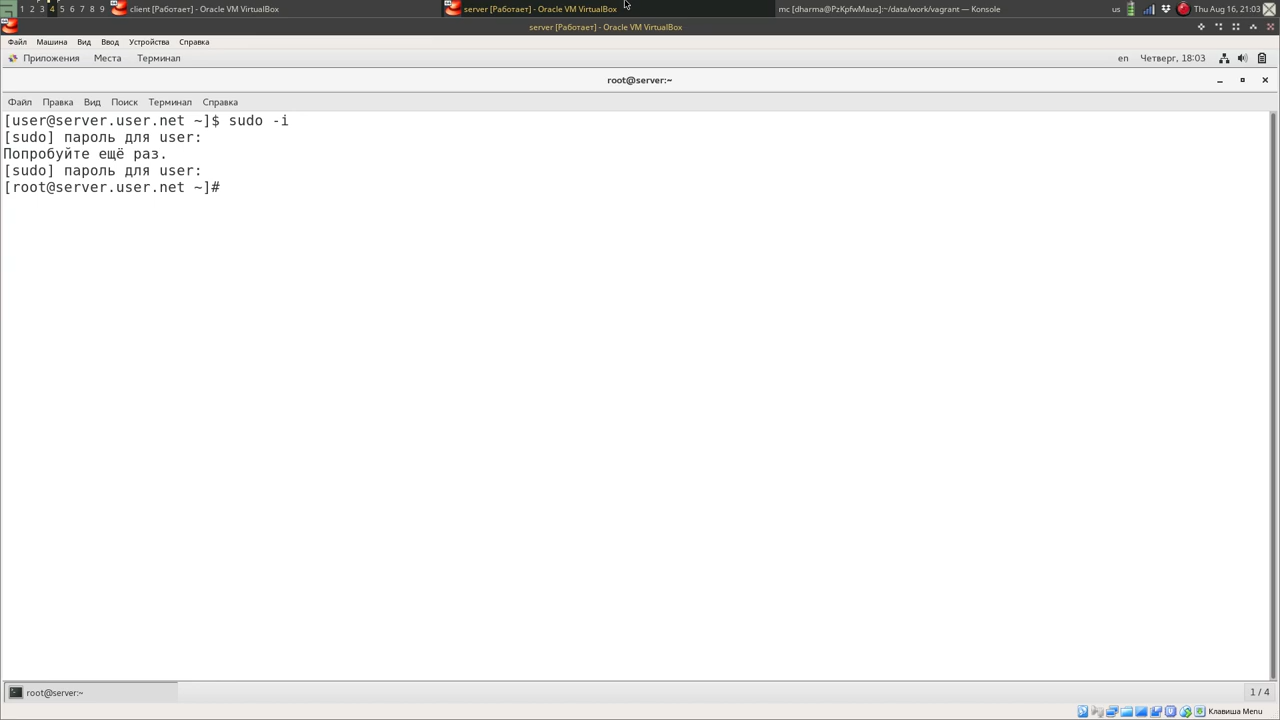 1 2 3 4 5 6 7 8 9 client [Работает] - Oracle VM VirtualBox server [Работает] - Oracle VM VirtualBox mc [dharma@PzKpfwMaus]:~/data/work/vagrant — Konsole us Thu Aug 16, 21:03
server [Работает] - Oracle VM VirtualBox
Файл Машина Вид Ввод Устройства Справка
Приложения Места Терминал en Четверг, 18:03
root@server:~
Файл Правка Вид Поиск Терминал Справка
[user@server.user.net ~]$ sudo -i
[sudo] пароль для user:
Попробуйте ещё раз.
[sudo] пароль для user:
[root@server.user.net ~]#
root@server:~ 1 / 4
Клавиша Menu